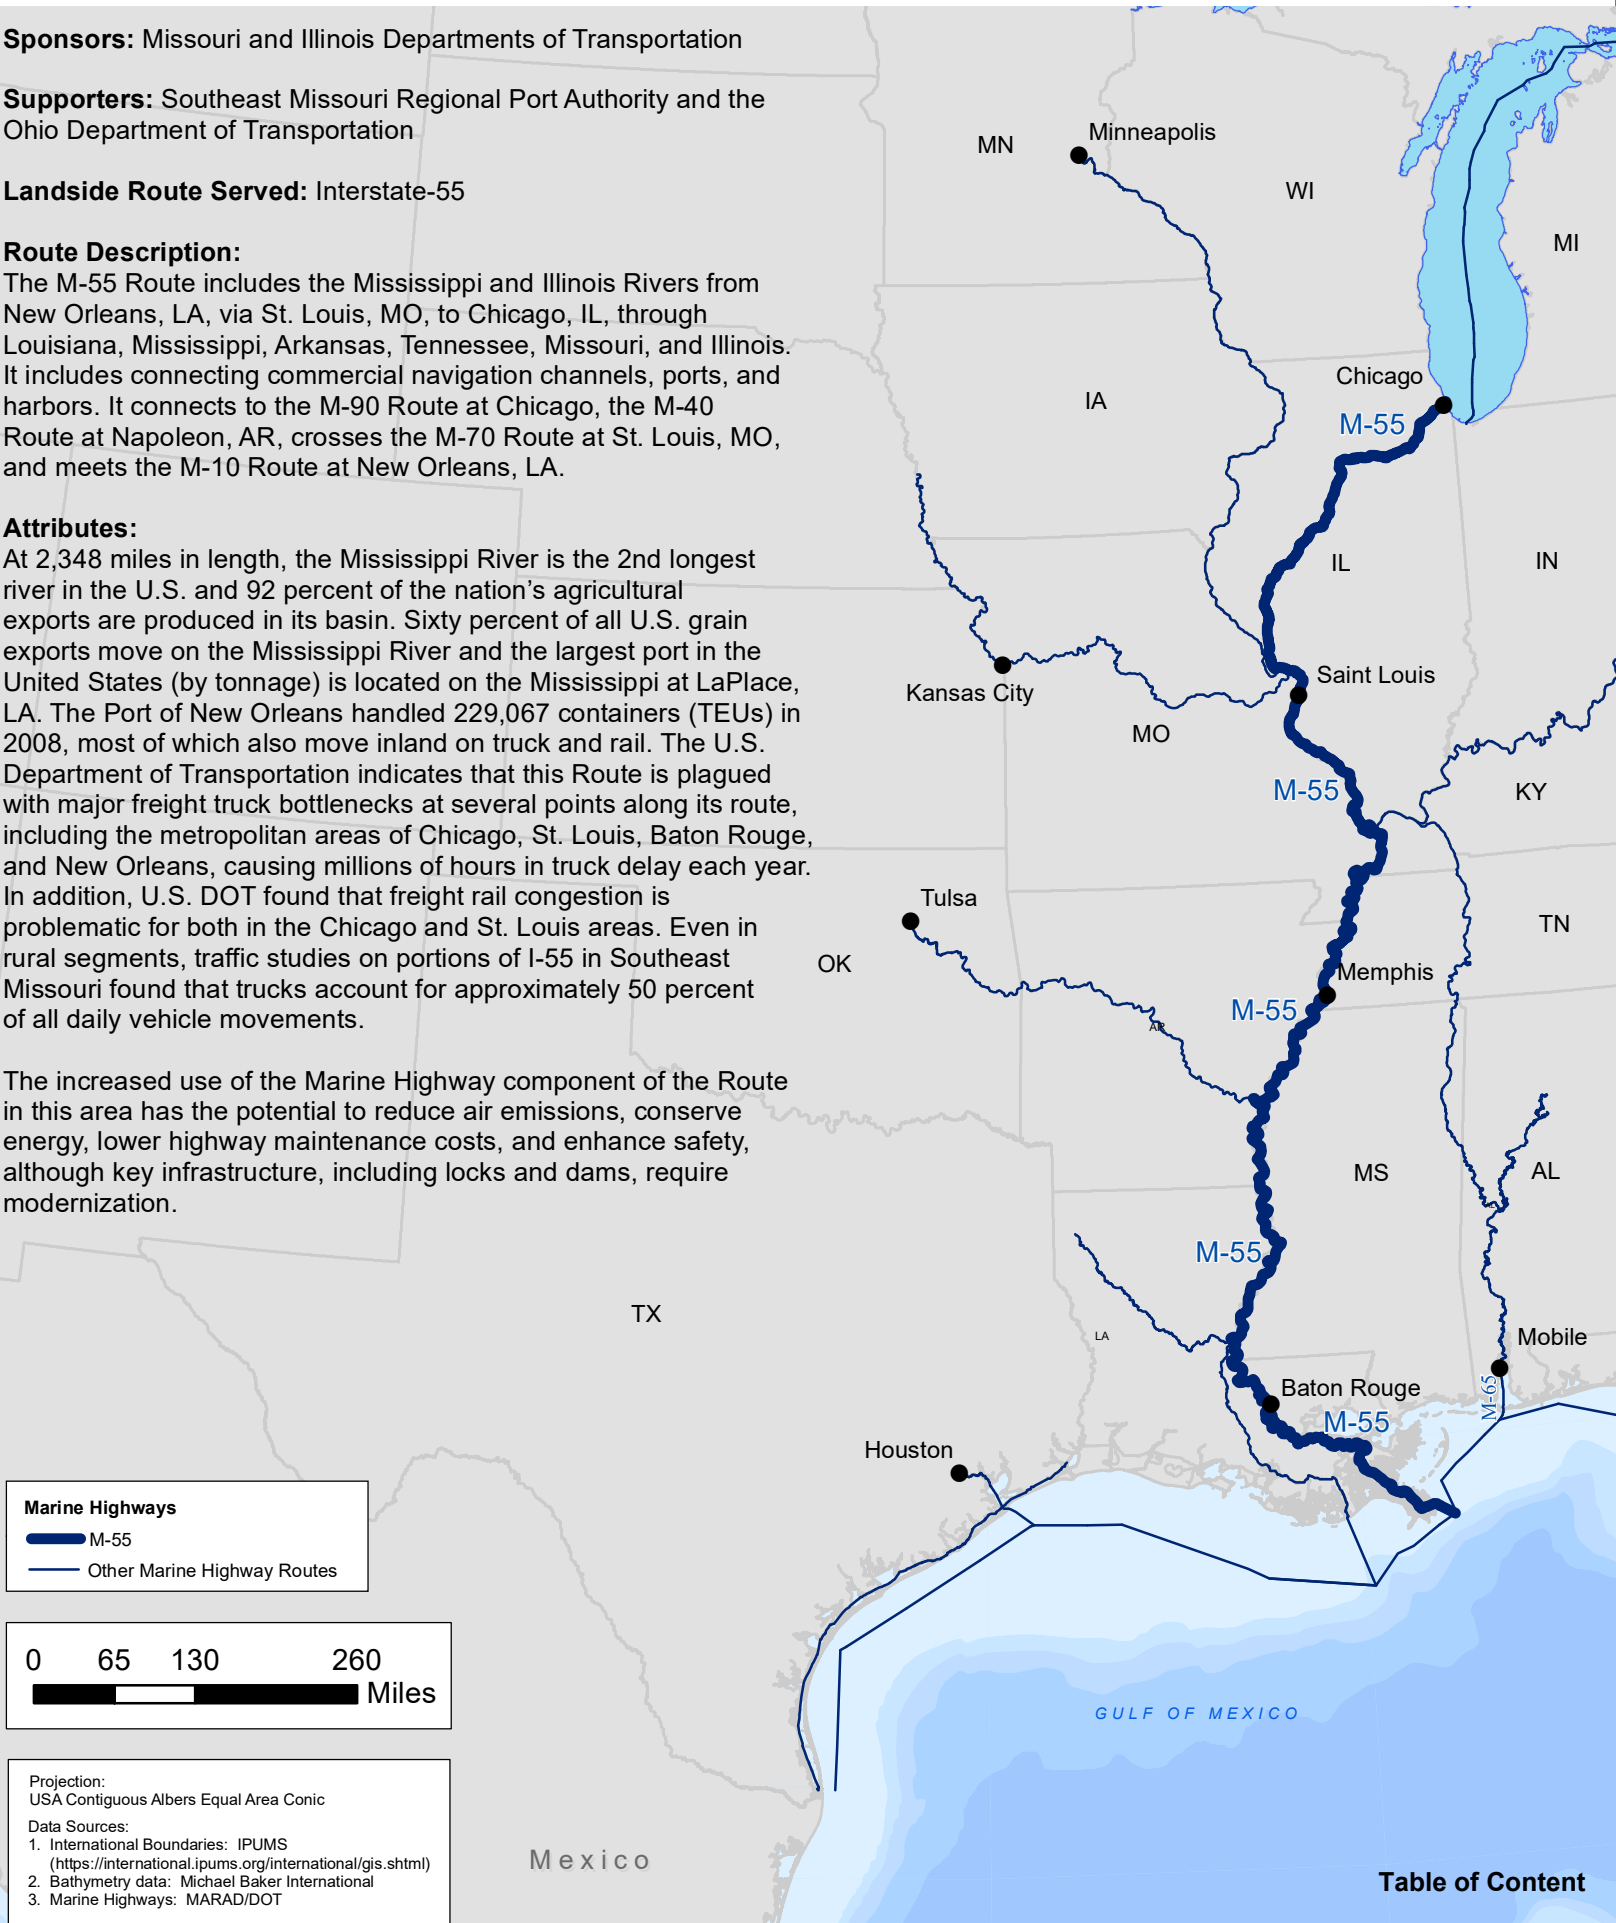 Sponsors: Missouri and Illinois Departments of Transportation
Supporters: Southeast Missouri Regional Port Authority and the
Ohio Department of Transportation
Landside Route Served: Interstate-55
Route Description:
The M-55 Route includes the Mississippi and Illinois Rivers from
New Orleans, LA, via St. Louis, MO, to Chicago, IL, through
Louisiana, Mississippi, Arkansas, Tennessee, Missouri, and Illinois.
It includes connecting commercial navigation channels, ports, and
harbors. It connects to the M-90 Route at Chicago, the M-40
Route at Napoleon, AR, crosses the M-70 Route at St. Louis, MO,
and meets the M-10 Route at New Orleans, LA.
Attributes:
At 2,348 miles in length, the Mississippi River is the 2nd longest
river in the U.S. and 92 percent of the nation's agricultural
exports are produced in its basin. Sixty percent of all U.S. grain
exports move on the Mississippi River and the largest port in the
United States (by tonnage) is located on the Mississippi at LaPlace,
LA. The Port of New Orleans handled 229,067 containers (TEUs) in
2008, most of which also move inland on truck and rail. The U.S.
Department of Transportation indicates that this Route is plagued
with major freight truck bottlenecks at several points along its route,
including the metropolitan areas of Chicago, St. Louis, Baton Rouge,
and New Orleans, causing millions of hours in truck delay each year.
In addition, U.S. DOT found that freight rail congestion is
problematic for both in the Chicago and St. Louis areas. Even in
rural segments, traffic studies on portions of I-55 in Southeast
Missouri found that trucks account for approximately 50 percent
of all daily vehicle movements.
The increased use of the Marine Highway component of the Route
in this area has the potential to reduce air emissions, conserve
energy, lower highway maintenance costs, and enhance safety,
although key infrastructure, including locks and dams, require
modernization.
MN
Minneapolis
WI
MI
Chicago
M-55
IA
IL
IN
Saint Louis
Kansas City
MO
M-55
KY
Tulsa
OK
TN
Memphis
M-55
AR
MS
AL
AL
M-55
TX
LA
Mobile
M-65
Baton Rouge
M-55
Houston
Marine Highways
M-55
Other Marine Highway Routes
0 65 130 260
Miles
GULF OF MEXICO
Projection:
USA Contiguous Albers Equal Area Conic
Data Sources:
1. International Boundaries: IPUMS
(https://international.ipums.org/international/gis.shtml)
2. Bathymetry data: Michael Baker International
3. Marine Highways: MARAD/DOT
Mexico
Table of Content